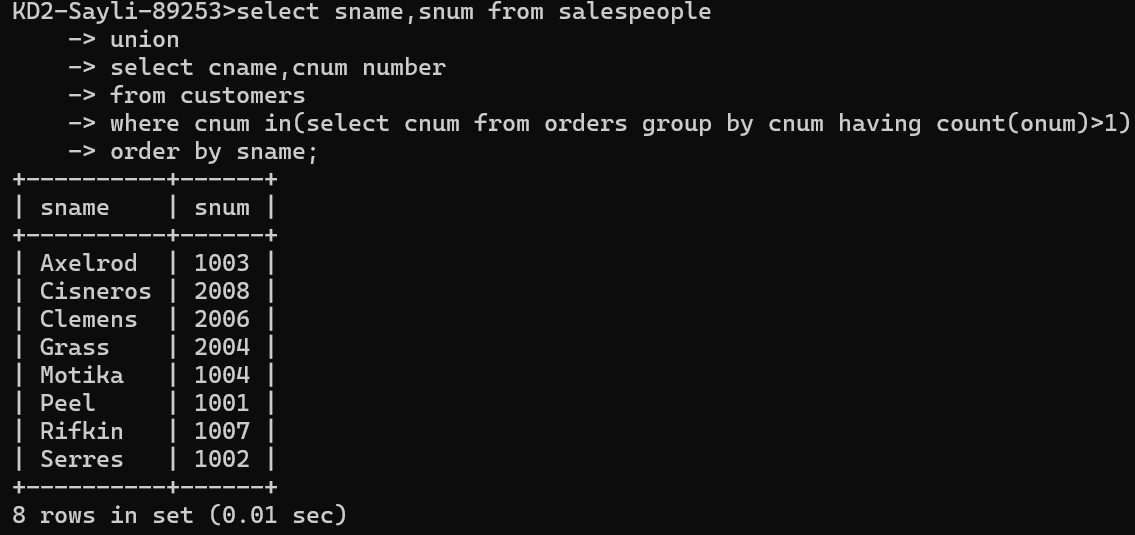 KD2-Sayli-89253>select sname,snum from salespeople
    -> union
    -> select cname,cnum number
    -> from customers
    -> where cnum in(select cnum from orders group by cnum having count(onum)>1)
    -> order by sname;
+----------+------+
| sname    | snum |
+----------+------+
| Axelrod  | 1003 |
| Cisneros | 2008 |
| Clemens  | 2006 |
| Grass    | 2004 |
| Motika   | 1004 |
| Peel     | 1001 |
| Rifkin   | 1007 |
| Serres   | 1002 |
+----------+------+
8 rows in set (0.01 sec)